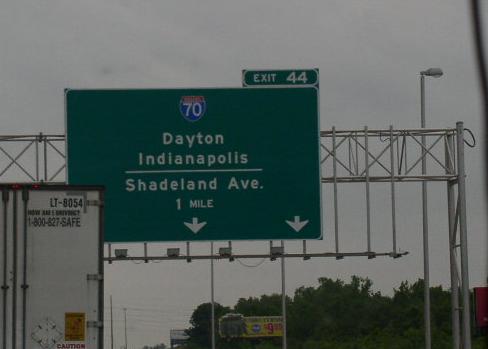 EXIT 44
70
Dayton
Indianapolis
Shadeland Ave.
1 MILE
LT-8054
HOW AM I DRIVING?
1-800-827-SAFE
CAUTION